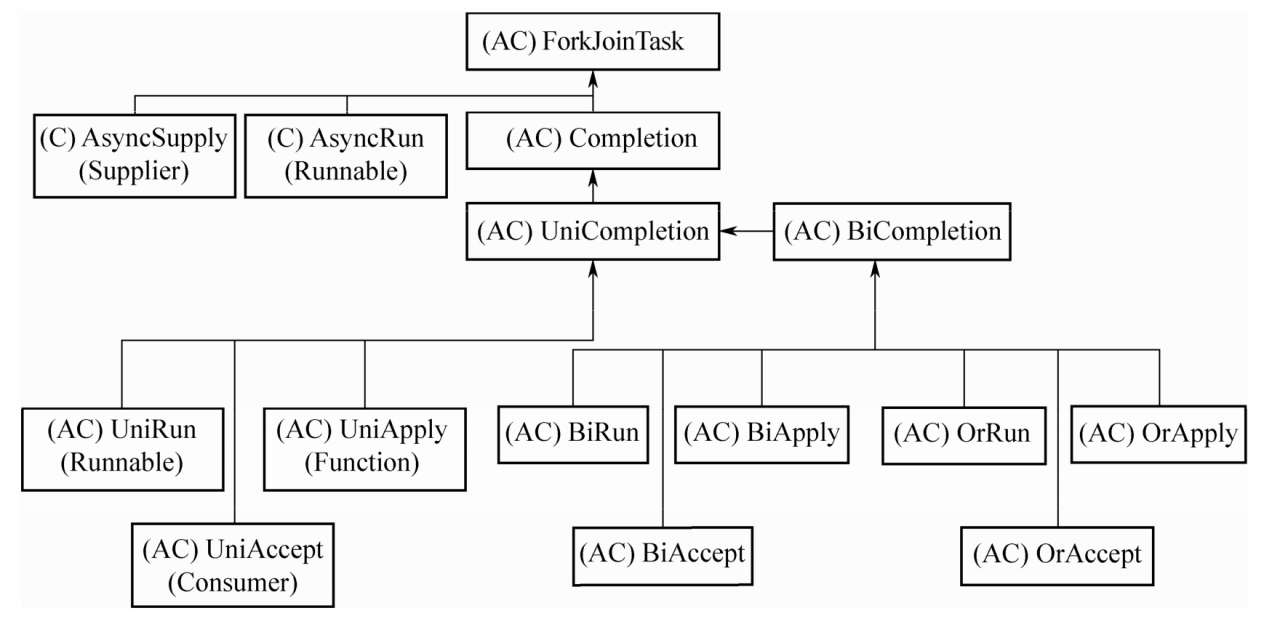 (AC) ForkJoinTask
(C) AsyncSupply
(Supplier)
(C) AsyncRun
(Runnable)
(AC) Completion
(AC) UniCompletion
(AC) BiCompletion
(AC) UniRun
(Runnable)
(AC) UniApply
(Function)
(AC) BiRun
(AC) BiApply
(AC) OrRun
(AC) OrApply
(AC) UniAccept
(Consumer)
(AC) BiAccept
(AC) OrAccept